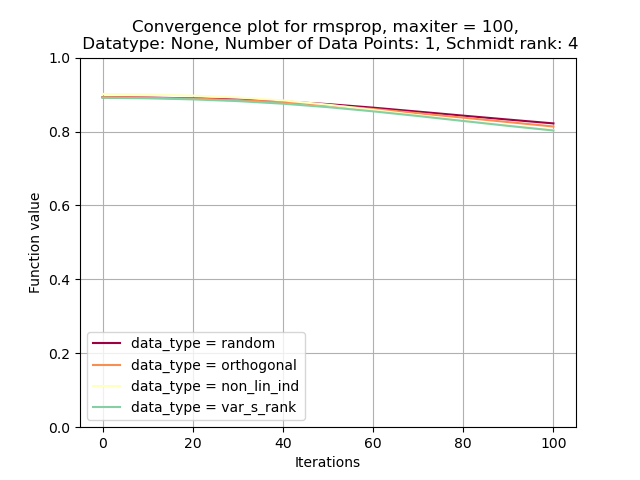 Convergence plot for rmsprop, maxiter = 100,
Datatype: None, Number of Data Points: 1, Schmidt rank: 4
1.0
0.8
0.6
0.4
0.2
0.0
Function value
data_type = random
data_type = orthogonal
data_type = non_lin_ind
data_type = var_s_rank
0 20 40 60 80 100
Iterations